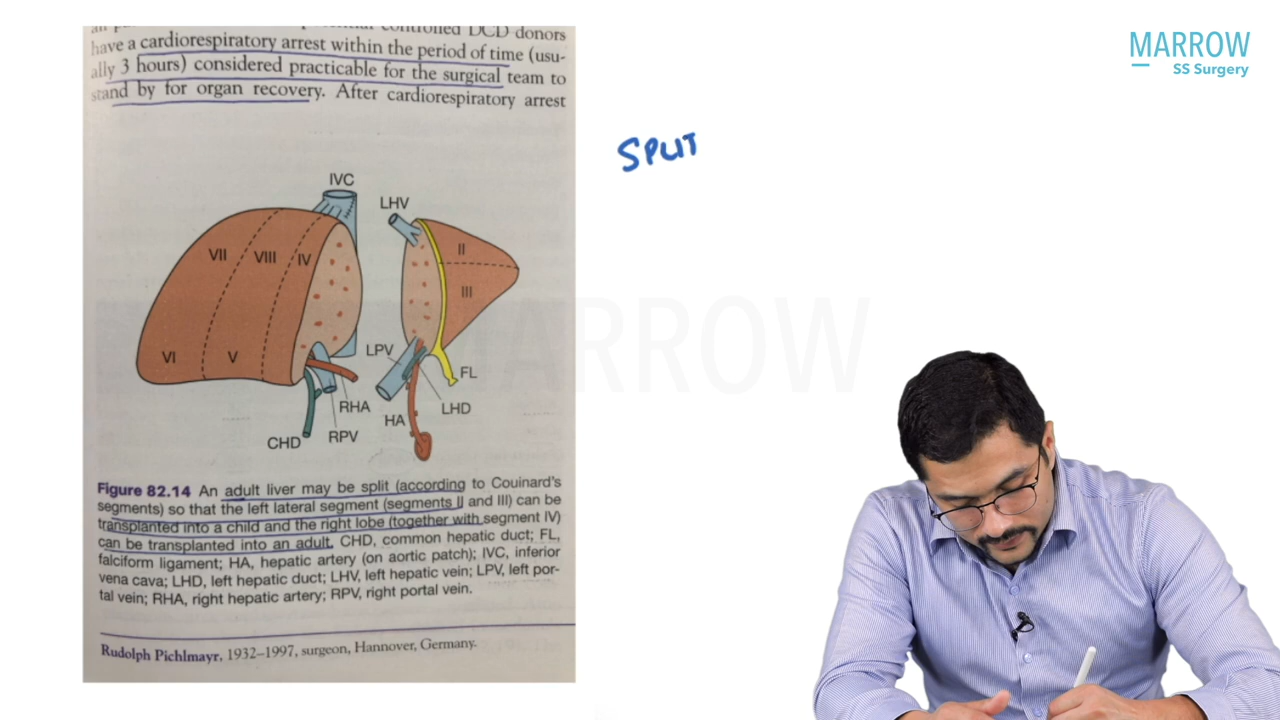 controlled DCD donors
have a cardiorespiratory arrest within the period of time (usu-
ally 3 hours) considered practicable for the surgical team to
stand by for organ recovery. After cardiorespiratory arrest
IVC
LHV
VII
VIII
IV
II
III
VI
V
LPV
FL
RHA
LHD
HA
RPV
CHD
Figure 82.14 An adult liver may be split (according to Couinard's
segments) so that the left lateral segment (segments II and III) can be
transplanted into a child and the right lobe (together with segment IV)
can be transplanted into an adult. CHD, common hepatic duct; FL,
falciform ligament; HA, hepatic artery (on aortic patch); IVC, inferior
vena cava; LHD, left hepatic duct; LHV, left hepatic vein; LPV, left por-
tal vein; RHA, right hepatic artery; RPV, right portal vein.
Rudolph Pichlmayr, 1932–1997, surgeon, Hannover, Germany.
SPLIT
MARROW
SS Surgery
MARROW